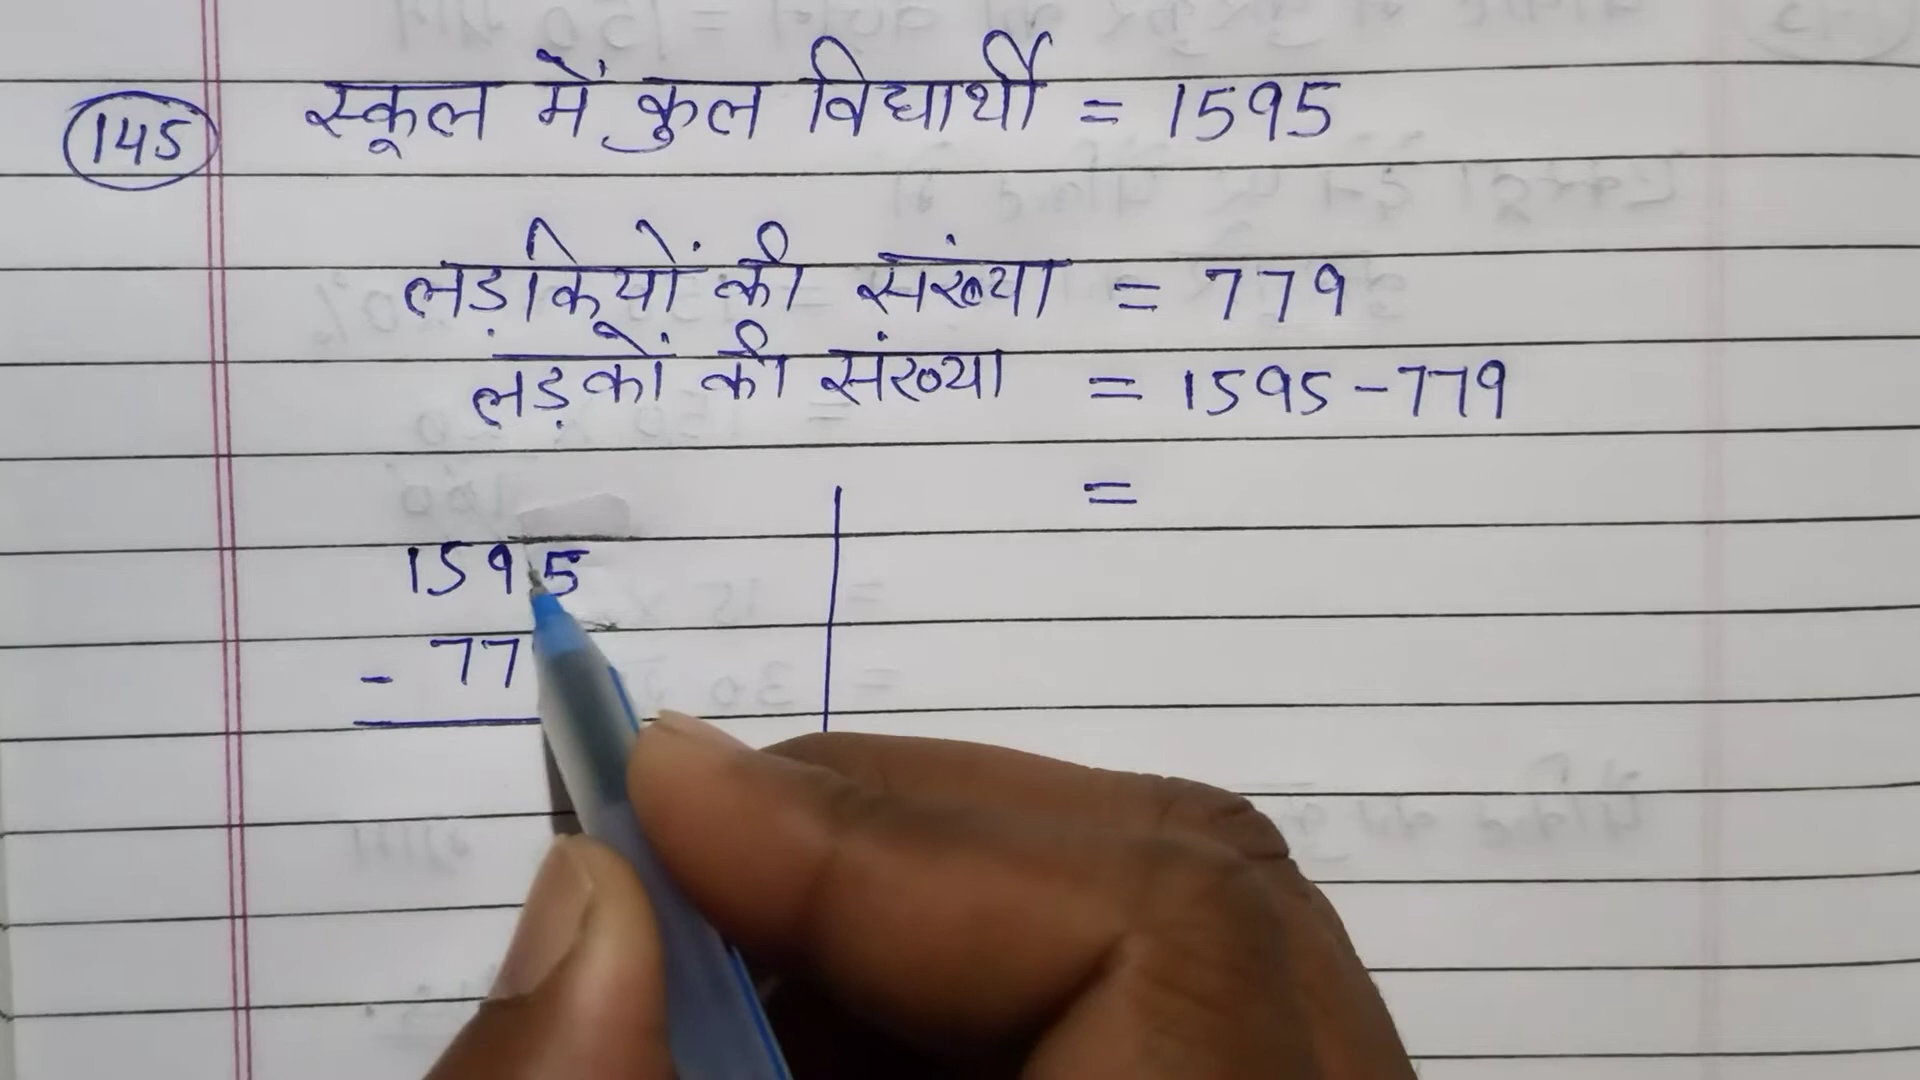 145 स्कूल में कुल विद्यार्थी = 1595
लड़कियों की संख्या = 779
लड़कों की संख्या = 1595-779
=
1595
- 77